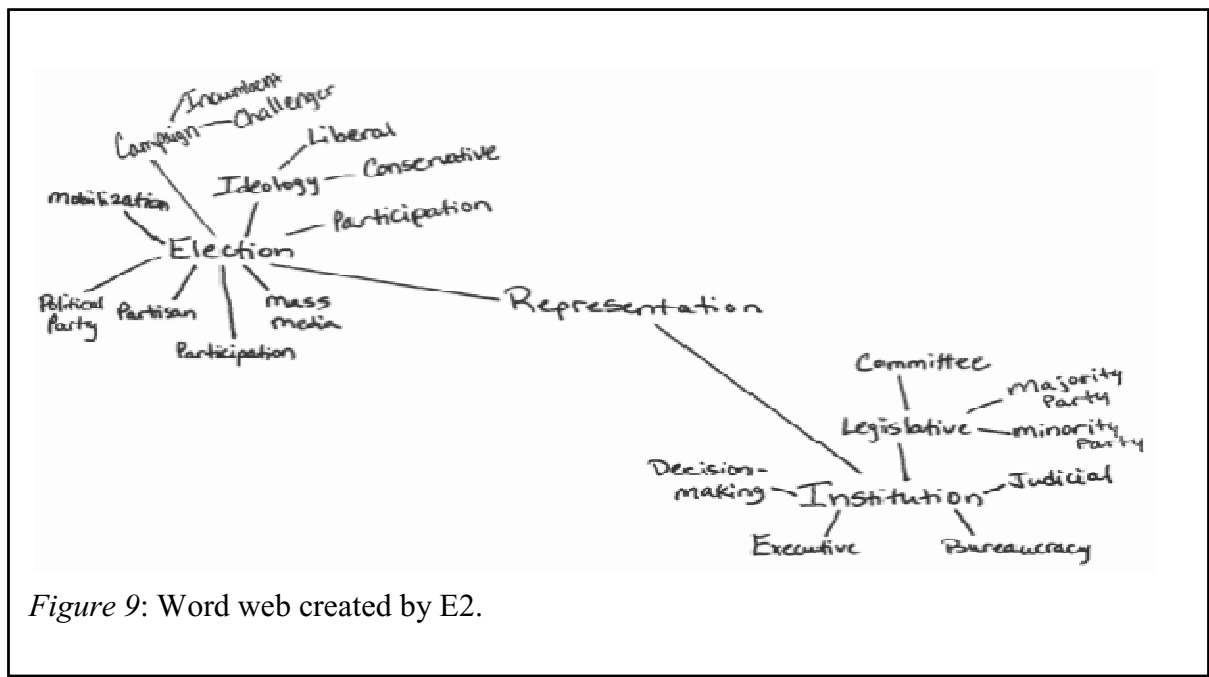 Incumbent
Campaign
Challenger
Liberal
Ideology
Conservative
Mobilization
Participation
Election
Political
Party
Partisan
mass
media
Participation
Representation
Committee
Majority
Party
Legislative
minority
Party
Decision-
making
Institution
Judicial
Executive
Bureaucracy
Figure 9: Word web created by E2.